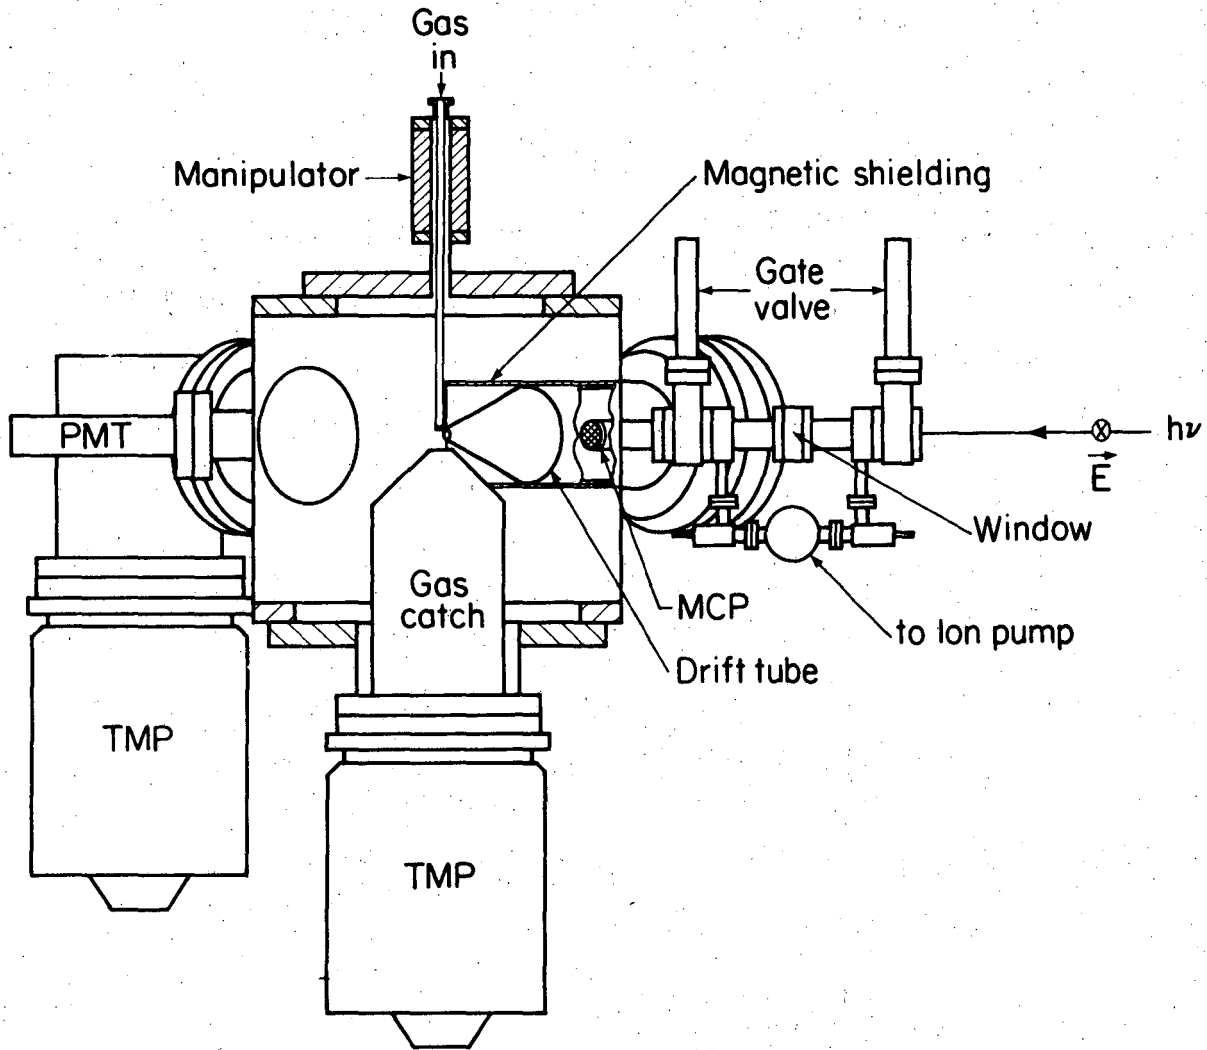 Gas
in
Manipulator
Magnetic shielding
Gate
valve
PMT
hν
E
Window
Gas
catch
MCP
to Ion pump
Drift tube
TMP
TMP